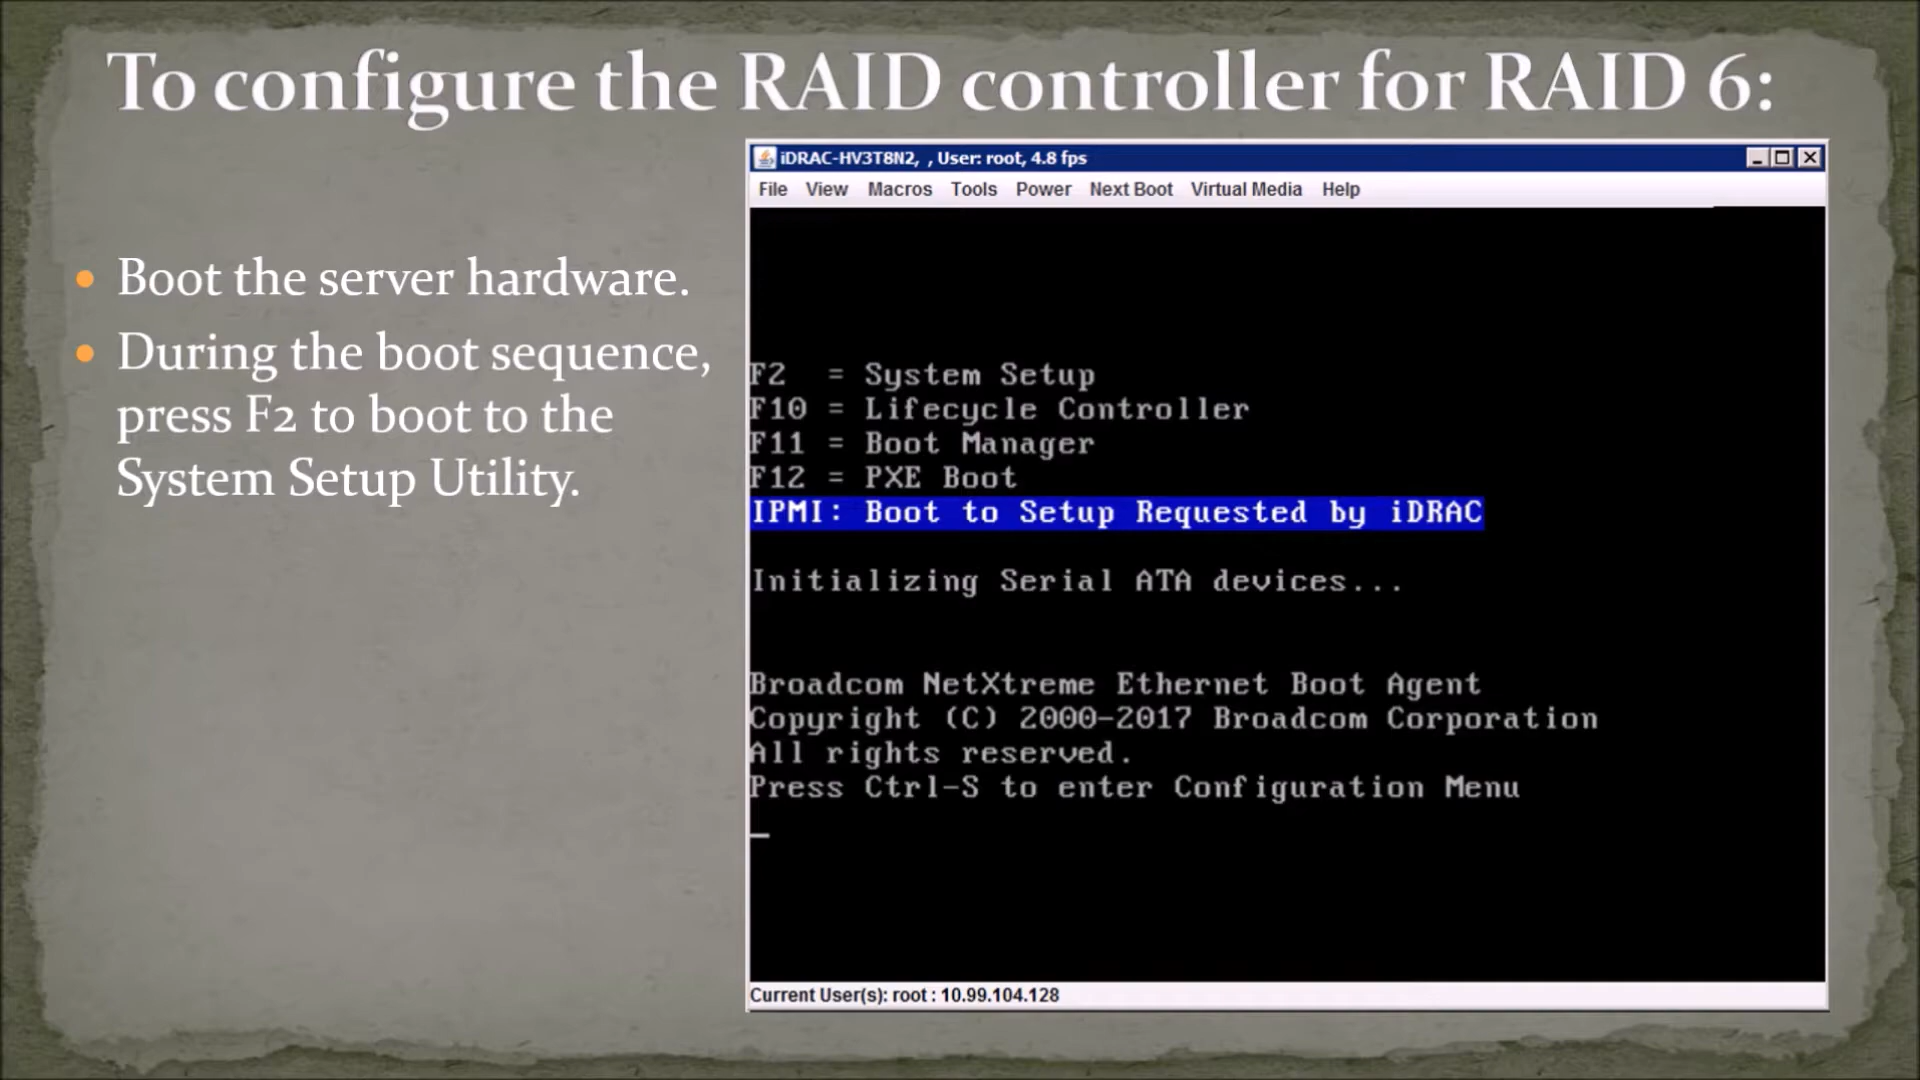 To configure the RAID controller for RAID 6:
• Boot the server hardware.
• During the boot sequence,
press F2 to boot to the
System Setup Utility.
iDRAC-HV3T8N2, , User: root, 4.8 fps
File View Macros Tools Power Next Boot Virtual Media Help
F2 = System Setup
F10 = Lifecycle Controller
F11 = Boot Manager
F12 = PXE Boot
IPMI: Boot to Setup Requested by iDRAC
Initializing Serial ATA devices...
Broadcom NetXtreme Ethernet Boot Agent
Copyright (C) 2000-2017 Broadcom Corporation
All rights reserved.
Press Ctrl-S to enter Configuration Menu
Current User(s): root : 10.99.104.128